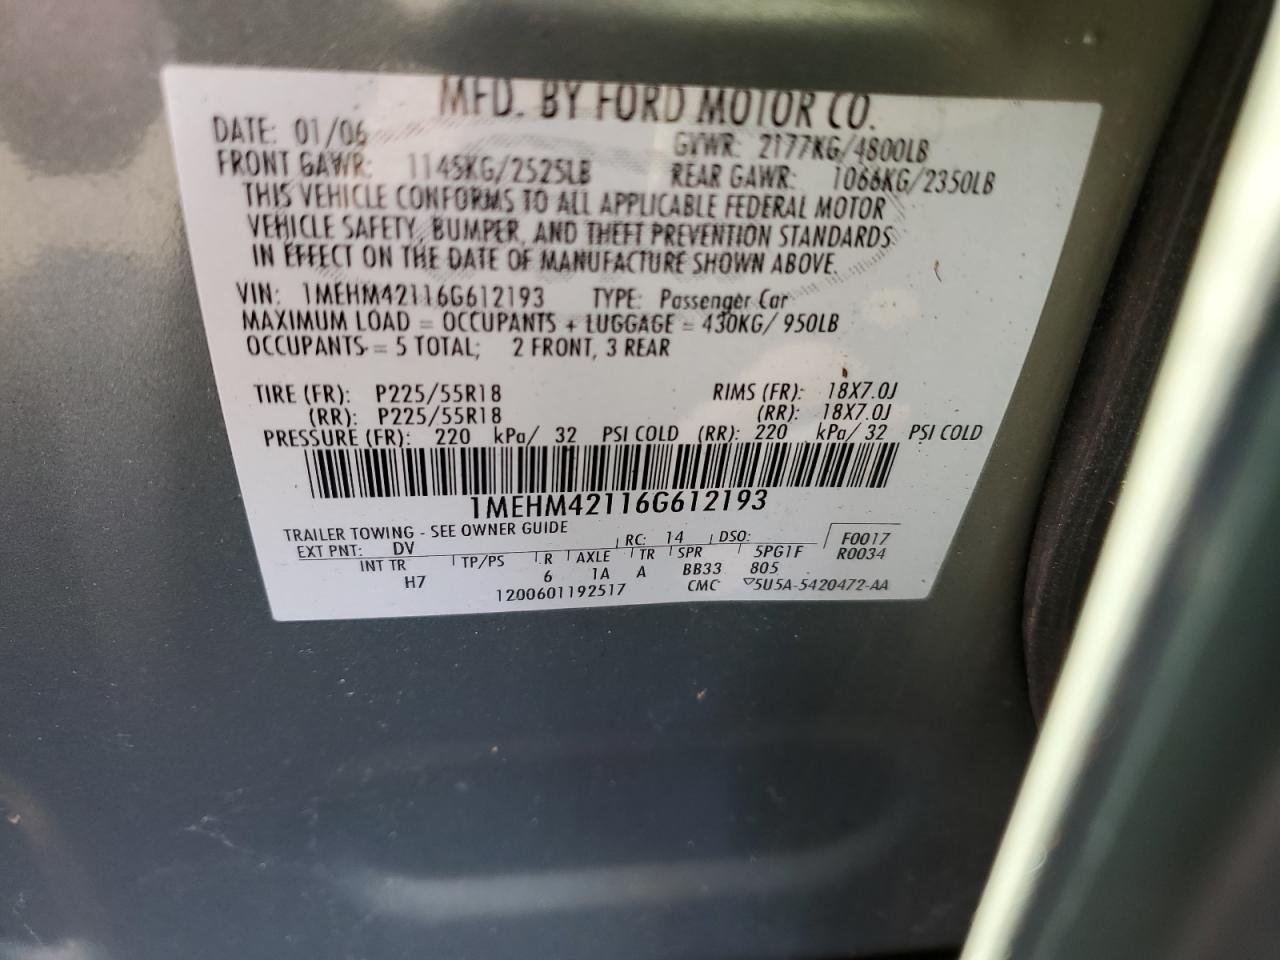 MFD. BY FORD MOTOR CO.
DATE: 01/06 GVWR: 2177KG/4800LB
FRONT GAWR: 1145KG/2525LB REAR GAWR: 1066KG/2350LB
THIS VEHICLE CONFORMS TO ALL APPLICABLE FEDERAL MOTOR
VEHICLE SAFETY, BUMPER, AND THEFT PREVENTION STANDARDS
IN EFFECT ON THE DATE OF MANUFACTURE SHOWN ABOVE.
VIN: 1MEHM42116G612193 TYPE: Passenger Car
MAXIMUM LOAD = OCCUPANTS + LUGGAGE = 430KG/ 950LB
OCCUPANTS = 5 TOTAL; 2 FRONT, 3 REAR
TIRE (FR): P225/55R18 RIMS (FR): 18X7.0J
(RR): P225/55R18 (RR): 18X7.0J
PRESSURE (FR): 220 kPa/ 32 PSI COLD (RR): 220 kPa/ 32 PSI COLD
1MEHM42116G612193
TRAILER TOWING - SEE OWNER GUIDE
EXT PNT: DV RC: 14 DSO: F0017
INT TR TP/PS R AXLE TR SPR 5PG1F R0034
H7 6 1A A BB33 805
1200601192517 CMC ▽5U5A-5420472-AA